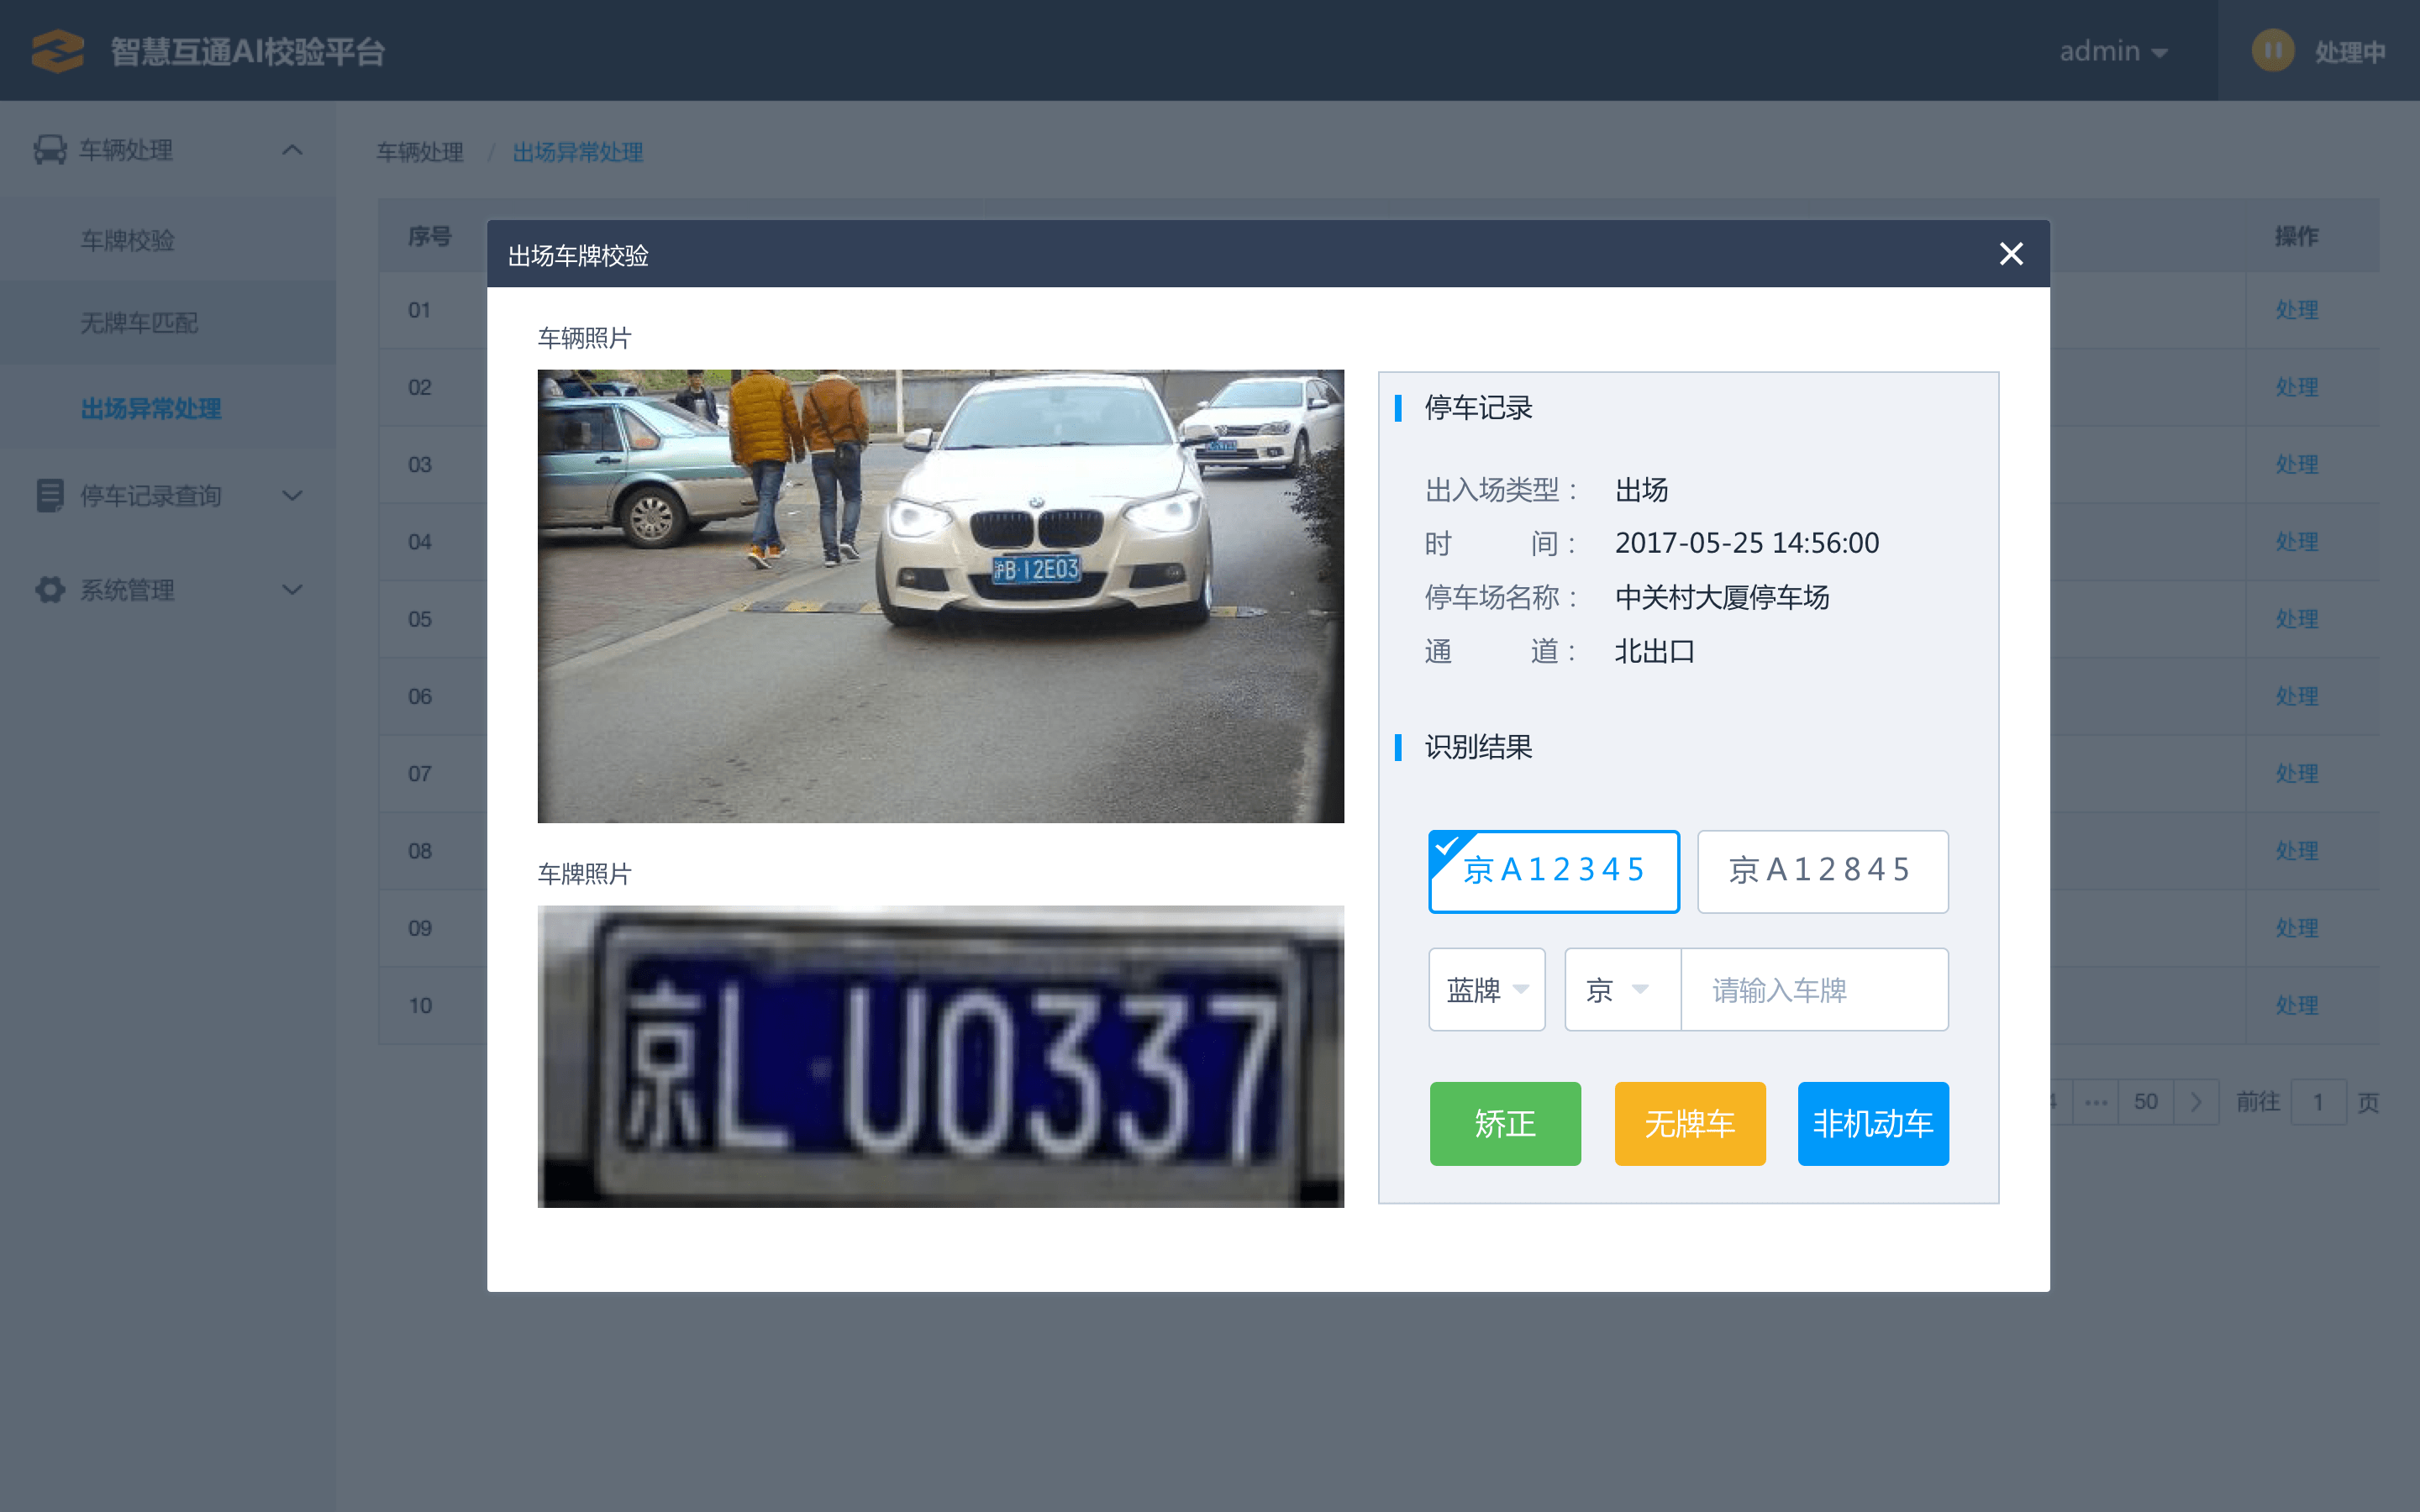 智慧互通AI校验平台
admin
处理中
车辆处理
车牌校验
无牌车匹配
出场异常处理
停车记录查询
系统管理
车辆处理 / 出场异常处理
序号
操作
01
处理
02
处理
03
处理
04
处理
05
处理
06
处理
07
处理
08
处理
09
处理
10
处理
50
前往 1 页
出场车牌校验
车辆照片
沪B·12E03
车牌照片
京L U0337
停车记录
出入场类型： 出场
时 间： 2017-05-25 14:56:00
停车场名称： 中关村大厦停车场
通 道： 北出口
识别结果
京A12345
京A12845
蓝牌
京
请输入车牌
矫正
无牌车
非机动车